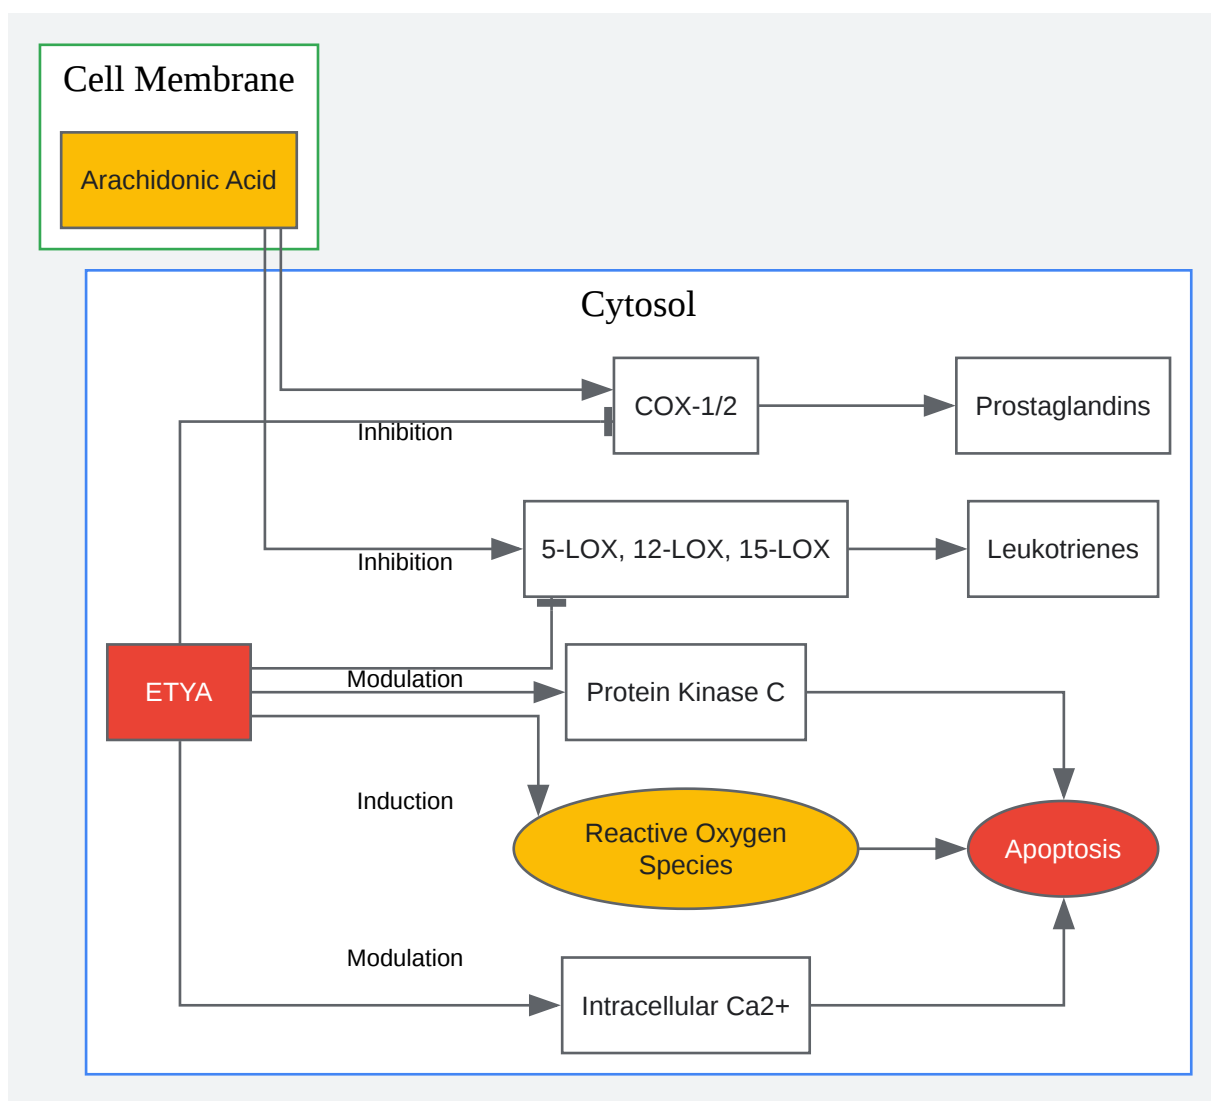 Cell Membrane
Arachidonic Acid
Cytosol
COX-1/2
Prostaglandins
Inhibition
5-LOX, 12-LOX, 15-LOX
Leukotrienes
Inhibition
ETYA
Modulation
Protein Kinase C
Induction
Reactive Oxygen
Species
Apoptosis
Modulation
Intracellular Ca2+